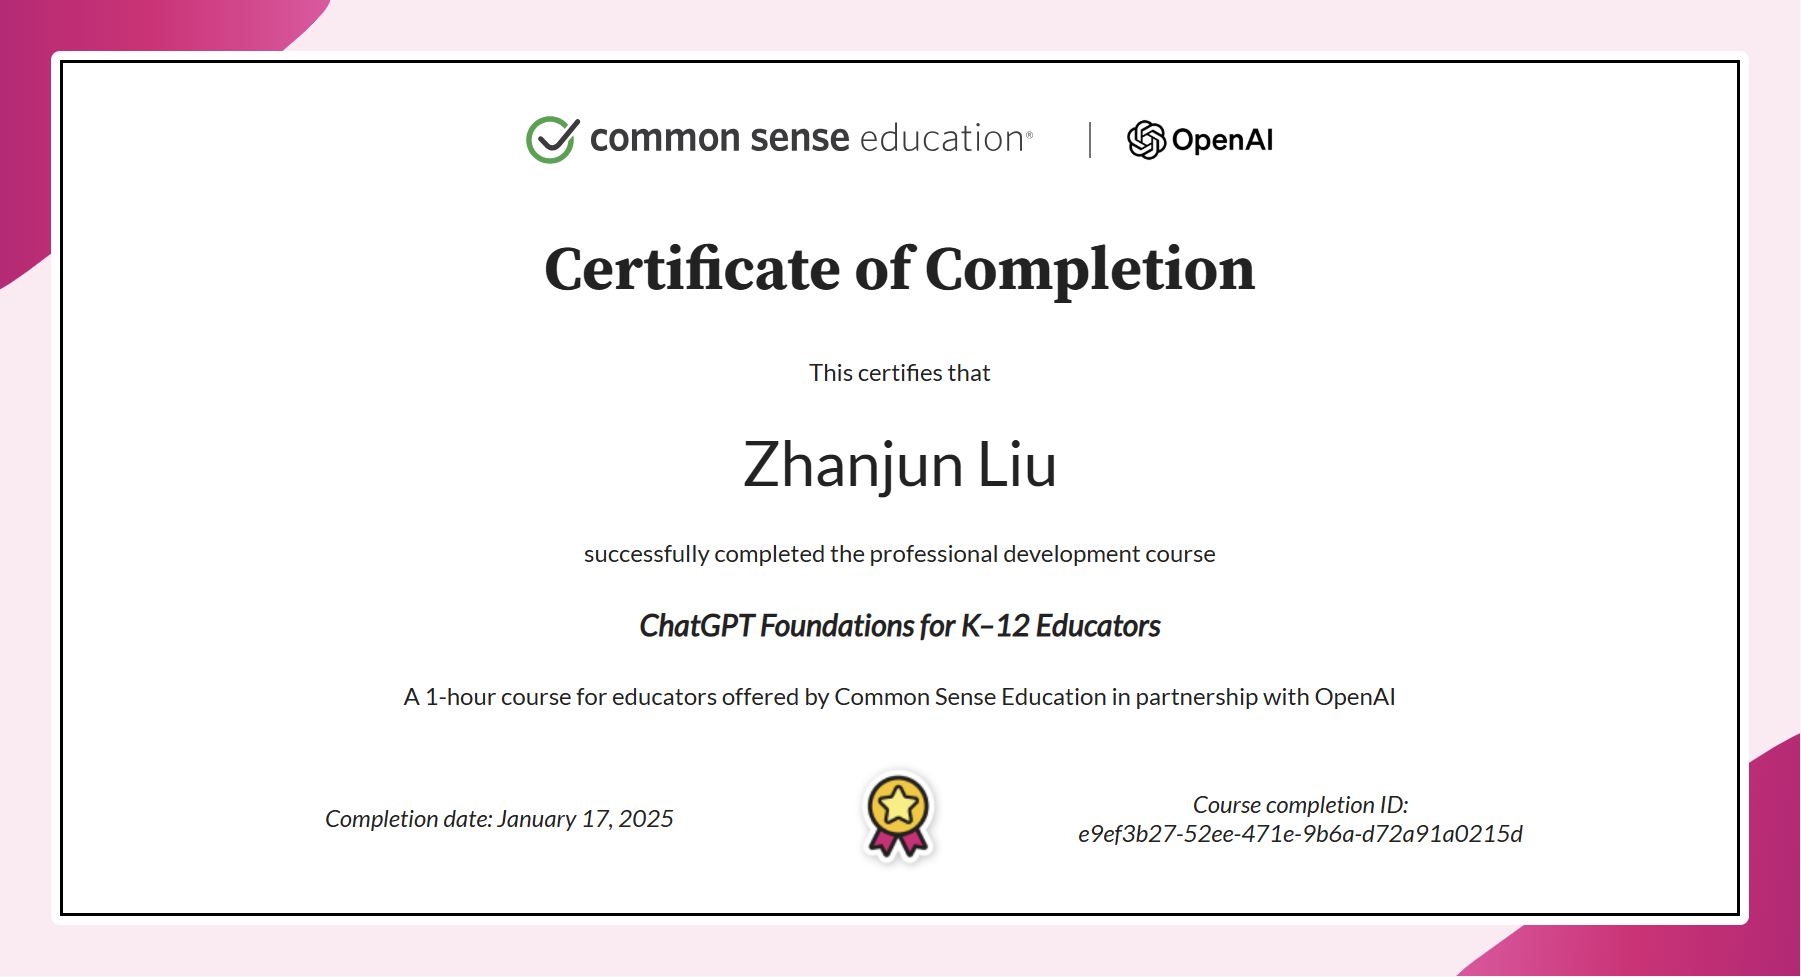 common sense education®
OpenAI
Certificate of Completion
This certifies that
Zhanjun Liu
successfully completed the professional development course
ChatGPT Foundations for K–12 Educators
A 1-hour course for educators offered by Common Sense Education in partnership with OpenAI
Completion date: January 17, 2025
Course completion ID:
e9ef3b27-52ee-471e-9b6a-d72a91a0215d